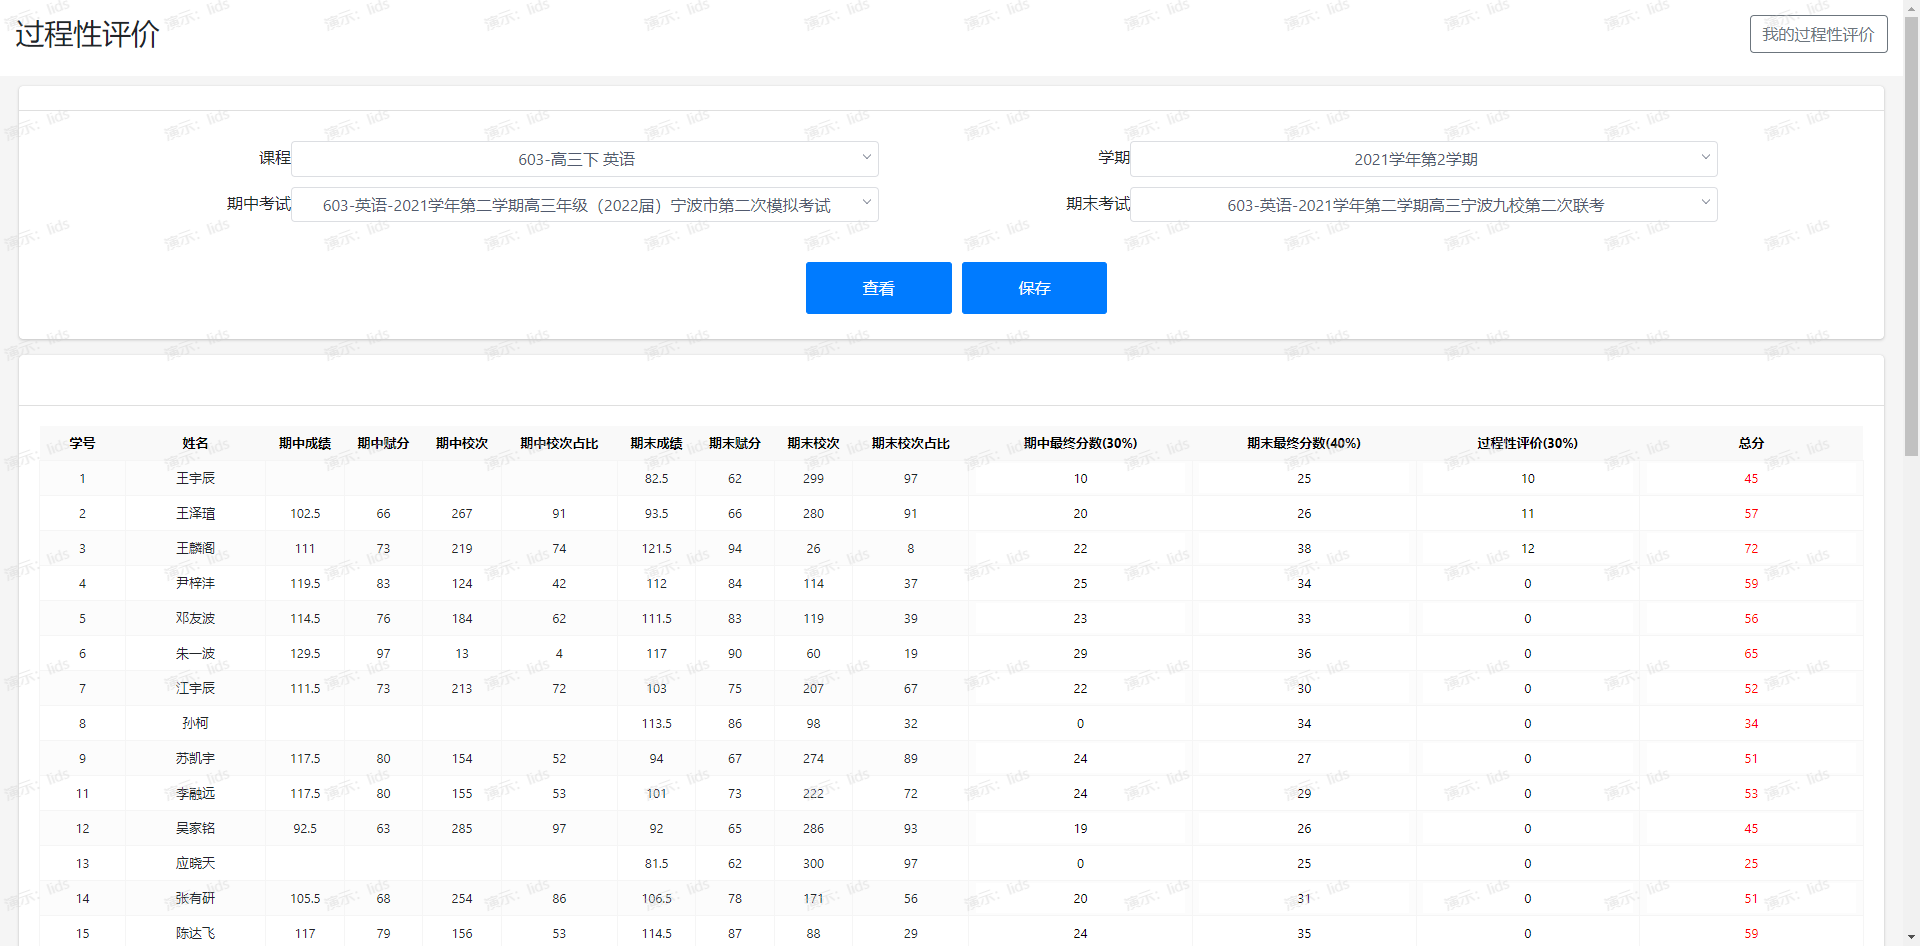 过程性评价
我的过程性评价
课程 603-高三下 英语 学期 2021学年第2学期
期中考试 603-英语-2021学年第二学期高三年级（2022届）宁波市第二次模拟考试 期末考试 603-英语-2021学年第二学期高三宁波九校第二次联考
查看 保存
学号 姓名 期中成绩 期中赋分 期中校次 期中校次占比 期末成绩 期末赋分 期末校次 期末校次占比 期中最终分数(30%) 期末最终分数(40%) 过程性评价(30%) 总分
1 王宇辰 82.5 62 299 97 10 25 10 45
2 王泽瑄 102.5 66 267 91 93.5 66 280 91 20 26 11 57
3 王麟阁 111 73 219 74 121.5 94 26 8 22 38 12 72
4 尹梓沣 119.5 83 124 42 112 84 114 37 25 34 0 59
5 邓友波 114.5 76 184 62 111.5 83 119 39 23 33 0 56
6 朱一波 129.5 97 13 4 117 90 60 19 29 36 0 65
7 江宇辰 111.5 73 213 72 103 75 207 67 22 30 0 52
8 孙柯 113.5 86 98 32 0 34 0 34
9 苏凯宇 117.5 80 154 52 94 67 274 89 24 27 0 51
11 李融远 117.5 80 155 53 101 73 222 72 24 29 0 53
12 吴家铭 92.5 63 285 97 92 65 286 93 19 26 0 45
13 应晓天 81.5 62 300 97 0 25 0 25
14 张有研 105.5 68 254 86 106.5 78 171 56 20 31 0 51
15 陈达飞 117 79 156 53 114.5 87 88 29 24 35 0 59
演示：lids